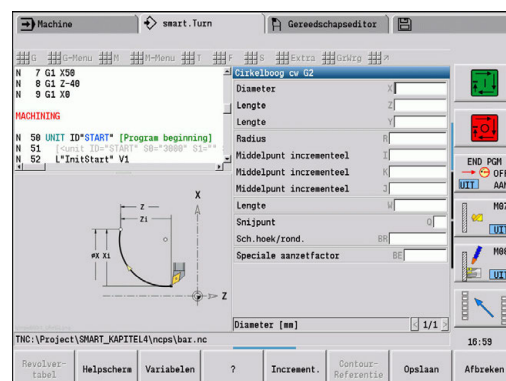 Machine
smart.Turn
Gereedschapseditor
G G-Menu M M-Menu T F S Extra GrWrg
N 7 G1 X50
N 8 G1 Z-40
N 9 G1 X0
MACHINING
N 50 UNIT ID"START" [Program beginning]
N 51 [<unit ID="START" S0="3000" S1=""
N 52 L"InitStart" V1
Cirkelboog cw G2
Diameter X
Lengte Z
Lengte Y
Radius R
Middelpunt incrementeel I
Middelpunt incrementeel K
Middelpunt incrementeel J
Lengte W
Snijpunt Q
Sch.hoek/rond. BR
Speciale aanzetfactor BE
Diameter [mm] 1/1
X
Z
Zi
øX Xi
Z
TNC:\Project\SMART_KAPITEL4\ncps\bar.nc
END PGM
OFF
UIT AAN
M07
UIT
M08
UIT
16:59
Revolver-
tabel
Helpscherm
Variabelen
?
Increment.
Contour-
Referentie
Opslaan
Afbreken